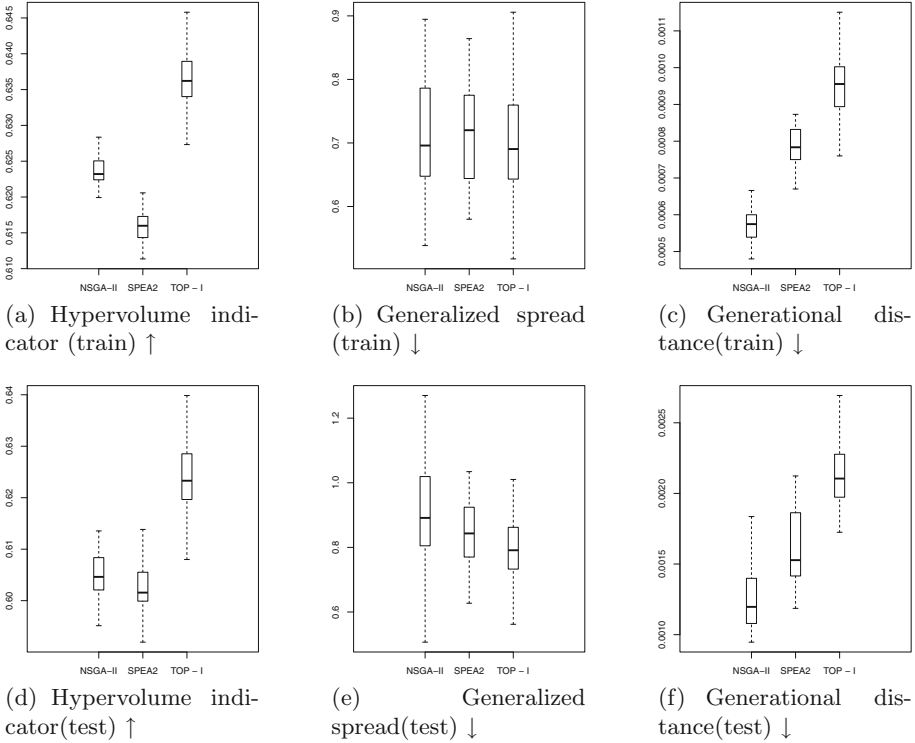 0.610 0.615 0.620 0.625 0.630 0.635 0.640 0.645
NSGA−II SPEA2 TOP − I
(a) Hypervolume indi-
cator (train) ↑
0.6 0.7 0.8 0.9
NSGA−II SPEA2 TOP − I
(b) Generalized spread
(train) ↓
0.0005 0.0006 0.0007 0.0008 0.0009 0.0010 0.0011
NSGA−II SPEA2 TOP − I
(c) Generational dis-
tance(train) ↓
0.60 0.61 0.62 0.63 0.64
NSGA−II SPEA2 TOP − I
(d) Hypervolume indi-
cator(test) ↑
0.6 0.8 1.0 1.2
NSGA−II SPEA2 TOP − I
(e) Generalized
spread(test) ↓
0.0010 0.0015 0.0020 0.0025
NSGA−II SPEA2 TOP − I
(f) Generational dis-
tance(test) ↓